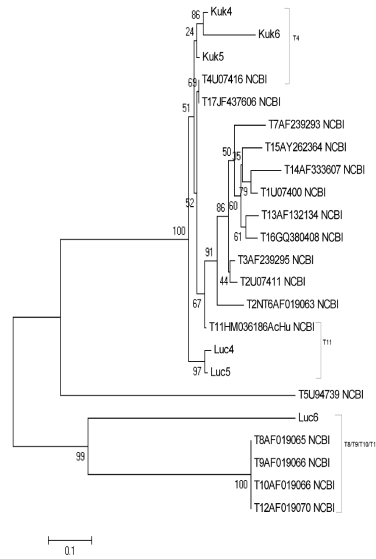 86
Kuk4
24
Kuk6
T4
Kuk5
69
T4U07416 NCBI
T17JF437606 NCBI
51
T7AF239293 NCBI
50
T15AY262364 NCBI
35
T14AF333607 NCBI
79
T1U07400 NCBI
52
86
60
T13AF132134 NCBI
61
T16GQ380408 NCBI
100
91
T3AF239295 NCBI
44
T2U07411 NCBI
67
T2NT6AF019063 NCBI
T11HM036186AcHu NCBI
Luc4
T11
97
Luc5
T5U94739 NCBI
Luc6
T8/T9/T10/T1
99
T8AF019065 NCBI
T9AF019066 NCBI
100
T10AF019066 NCBI
T12AF019070 NCBI
0.1